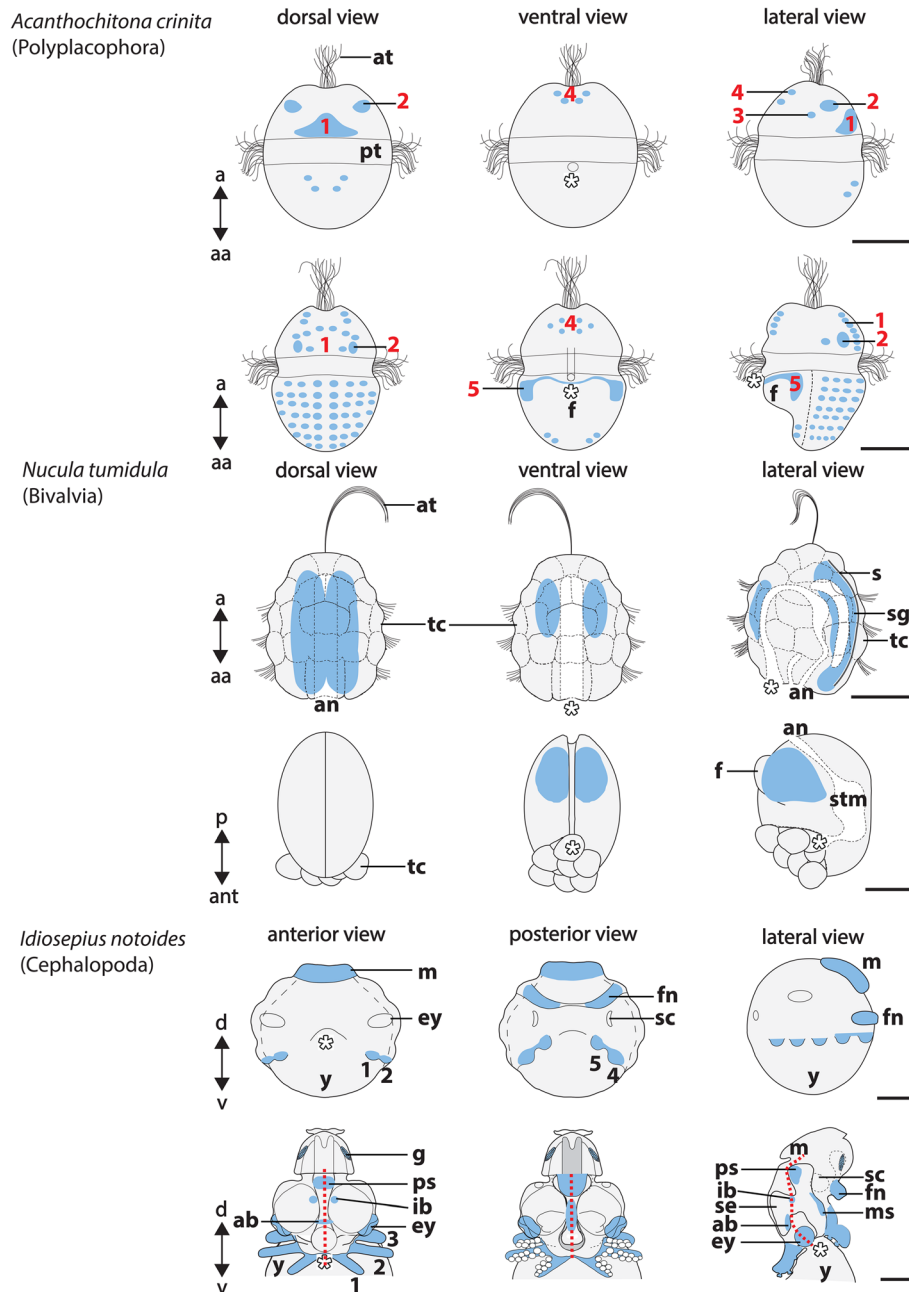 Acanthochitona crinita
(Polyplacophora)
dorsal view
ventral view
lateral view
at
2
1
pt
4
4
3
2
1
a
aa
1
2
4
5
f
1
2
5
f
a
aa
Nucula tumidula
(Bivalvia)
dorsal view
ventral view
lateral view
at
tc
an
s
sg
tc
an
a
aa
p
ant
tc
an
f
stm
Idiosepius notoides
(Cephalopoda)
anterior view
posterior view
lateral view
m
ey
1
2
y
fn
sc
5
4
m
fn
y
d
v
g
ps
ib
ab
ey
3
2
1
y
m
ps
ib
se
ab
ey
sc
fn
ms
y
d
v